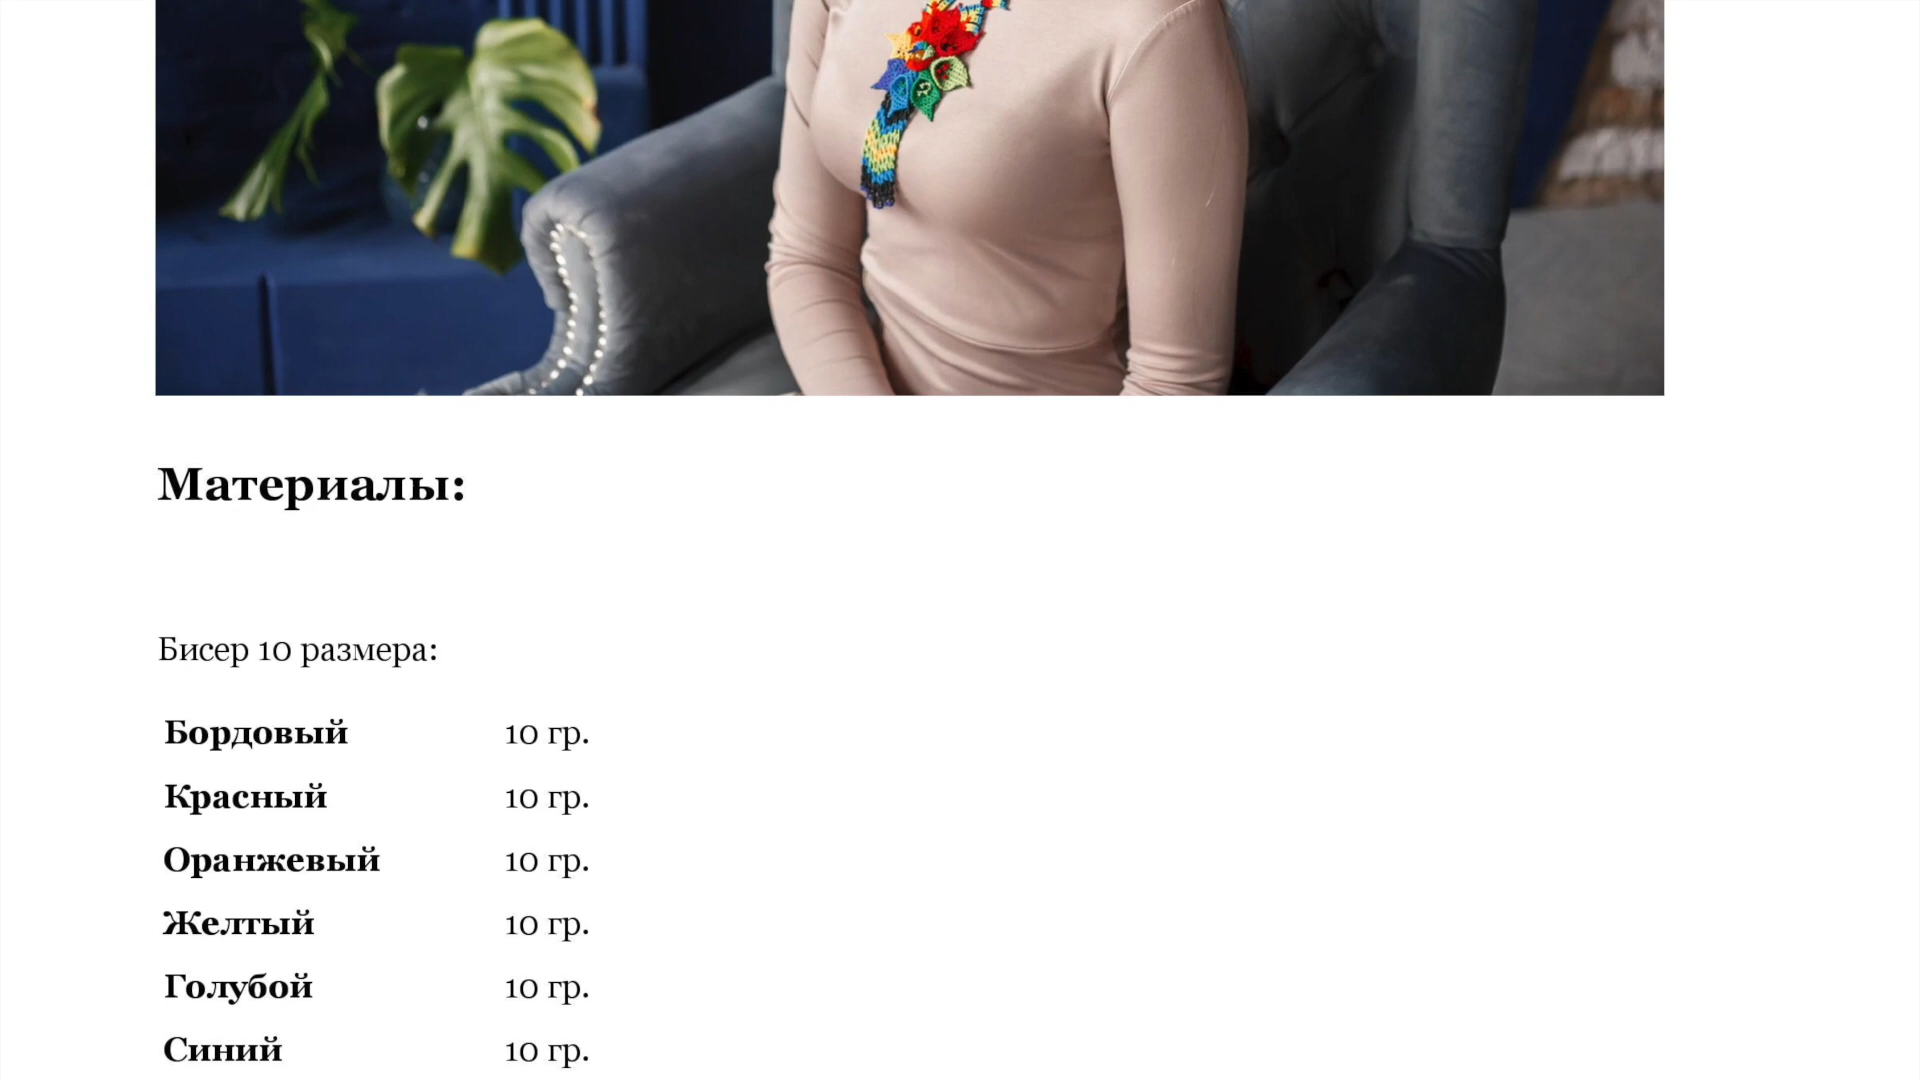 Материалы:
Бисер 10 размера:
Бордовый 10 гр.
Красный 10 гр.
Оранжевый 10 гр.
Желтый 10 гр.
Голубой 10 гр.
Синий 10 гр.